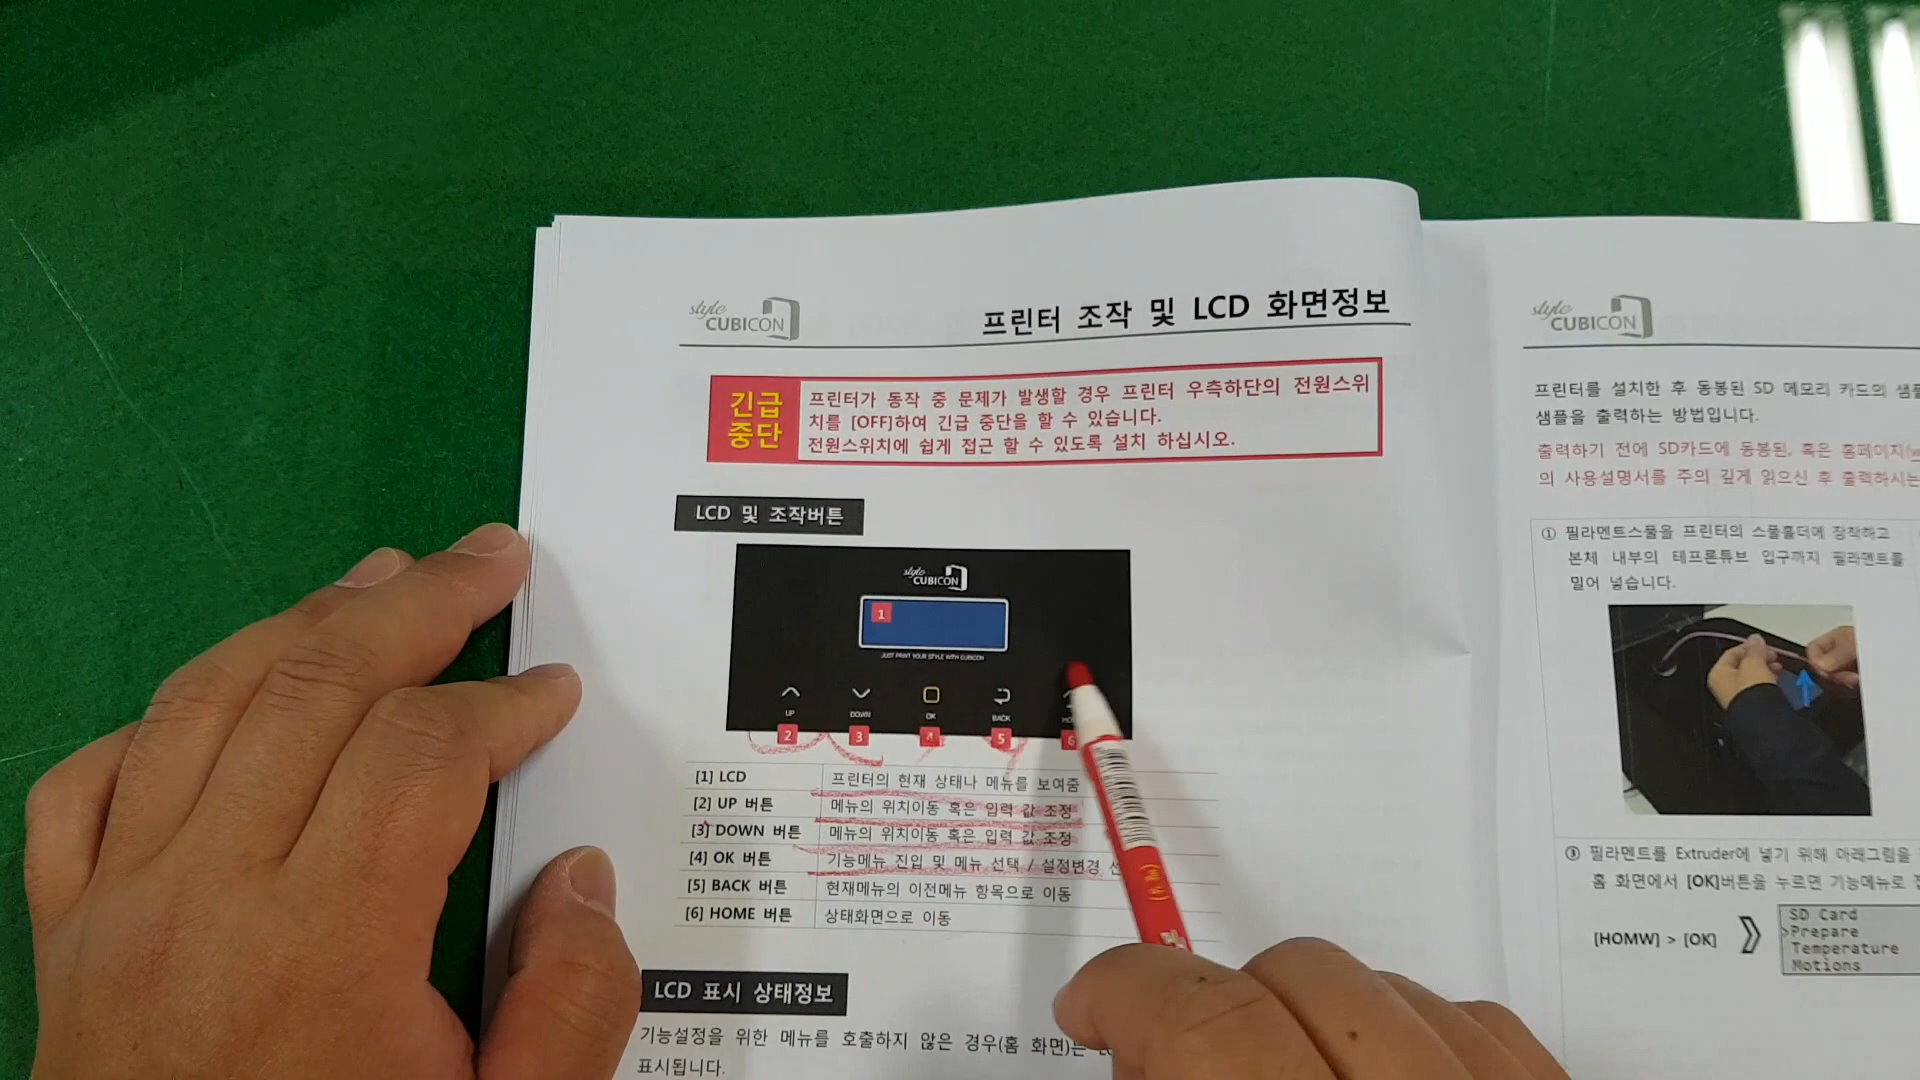 style
CUBICON
프린터 조작 및 LCD 화면정보
긴급
중단
프린터가 동작 중 문제가 발생할 경우 프린터 우측하단의 전원스위
치를 [OFF]하여 긴급 중단을 할 수 있습니다.
전원스위치에 쉽게 접근 할 수 있도록 설치 하십시오.
LCD 및 조작버튼
style
CUBICON
1
JUST PRINT YOUR STYLE WITH CUBICON
UP
DOWN
OK
BACK
2
3
4
5
6
[1] LCD 프린터의 현재 상태나 메뉴를 보여줌
[2] UP 버튼 메뉴의 위치이동 혹은 입력 값 조정
[3] DOWN 버튼 메뉴의 위치이동 혹은 입력 값 조정
[4] OK 버튼 기능메뉴 진입 및 메뉴 선택 / 설정변경
[5] BACK 버튼 현재메뉴의 이전메뉴 항목으로 이동
[6] HOME 버튼 상태화면으로 이동
LCD 표시 상태정보
기능설정을 위한 메뉴를 호출하지 않은 경우(홈 화면)는
표시됩니다.
style
CUBICON
프린터를 설치한 후 동봉된 SD 메모리 카드의
샘플을 출력하는 방법입니다.
출력하기 전에 SD카드에 동봉된, 혹은 홈페이지
의 사용설명서를 주의 깊게 읽으신 후 출력하시는
① 필라멘트스풀을 프린터의 스풀홀더에 장착하고
본체 내부의 테프론튜브 입구까지 필라멘트를
밀어 넣습니다.
③ 필라멘트를 Extruder에 넣기 위해 아래그림을
홈 화면에서 [OK]버튼을 누르면 기능메뉴로
[HOMW] > [OK]
SD Card
>Prepare
Temperature
Motions